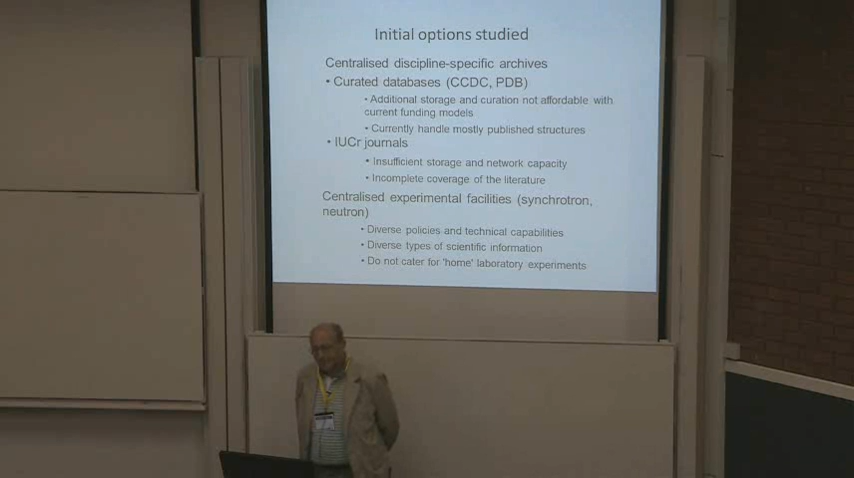 Initial options studied
Centralised discipline-specific archives
• Curated databases (CCDC, PDB)
• Additional storage and curation not affordable with
current funding models
• Currently handle mostly published structures
• IUCr journals
• Insufficient storage and network capacity
• Incomplete coverage of the literature
Centralised experimental facilities (synchrotron,
neutron)
• Diverse policies and technical capabilities
• Diverse types of scientific information
• Do not cater for 'home' laboratory experiments